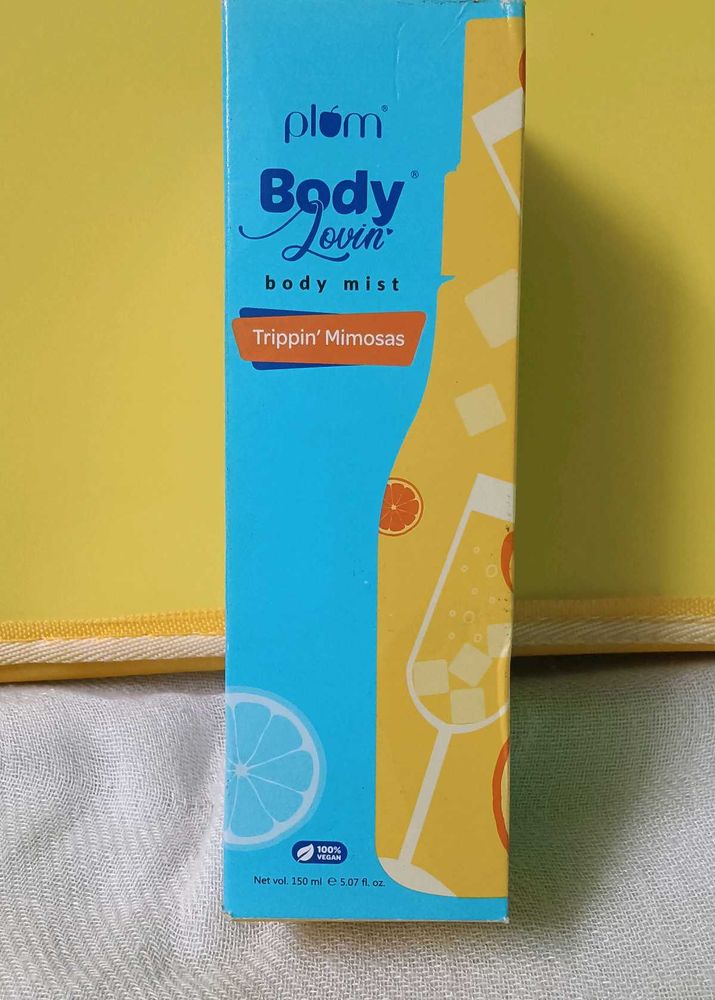 plum®
Body®
Lovin'
body mist
Trippin' Mimosas
100%
VEGAN
Net vol. 150 ml ℮ 5.07 fl. oz.